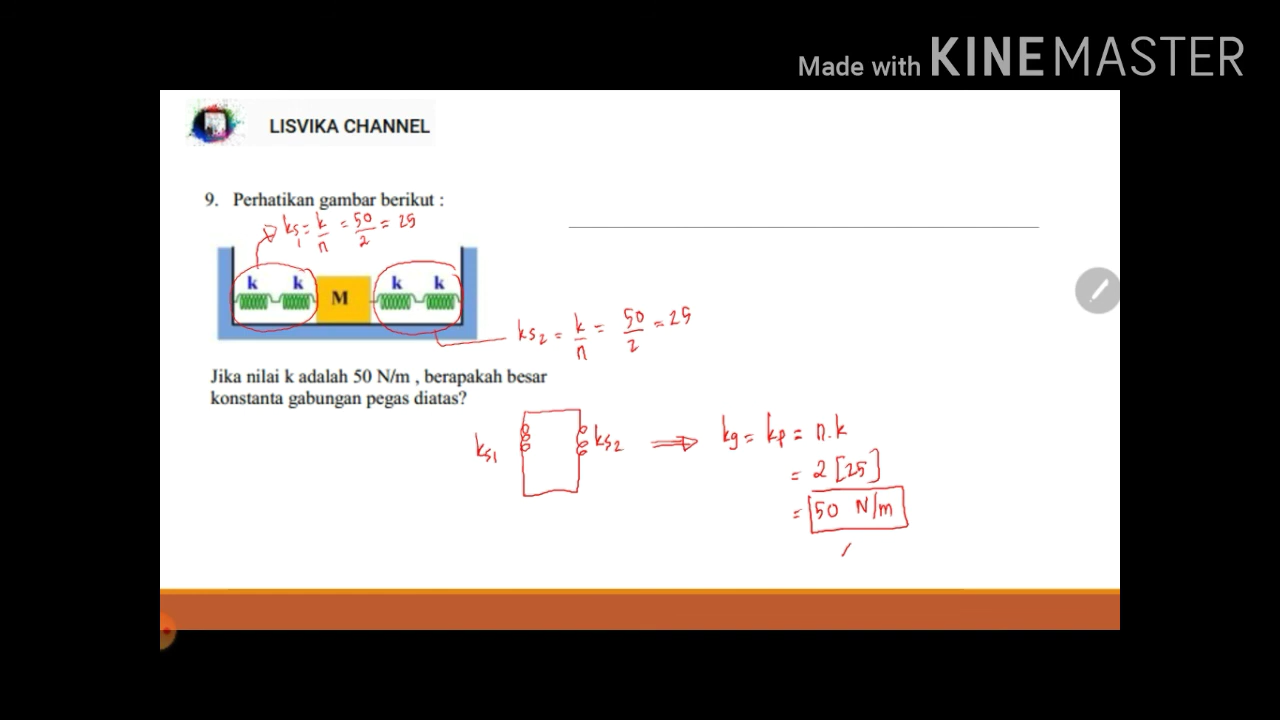 Made with KINEMASTER
LISVIKA CHANNEL
9. Perhatikan gambar berikut :
ks1 = k/n = 50/2 = 25
k k k k
M
ks2 = k/n = 50/2 = 25
Jika nilai k adalah 50 N/m , berapakah besar
konstanta gabungan pegas diatas?
ks1 ks2 ⇒ kg = kp = n.k
= 2 [25]
= 50 N/m